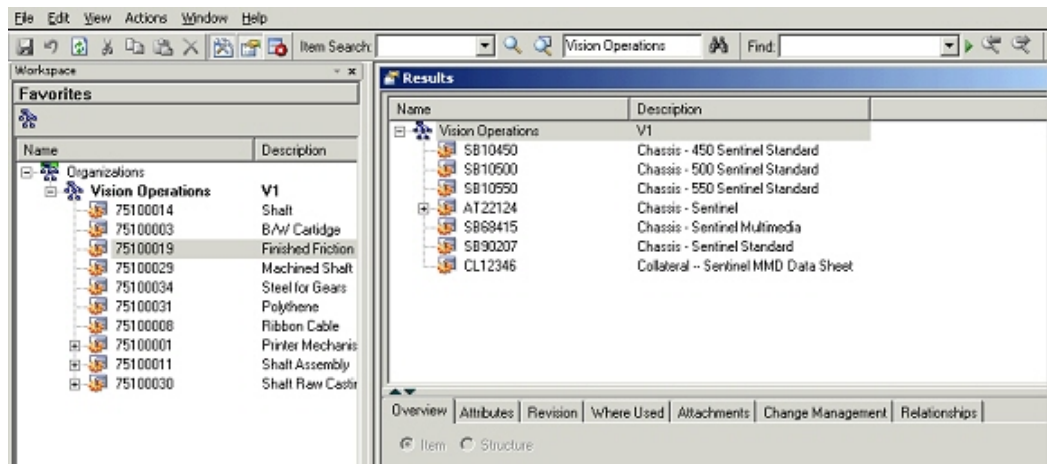 File Edit View Actions Window Help
Item Search: Vision Operations Find:
Workspace
Favorites
Name Description
Organizations
Vision Operations V1
75100014 Shaft
75100003 B/W Cartidge
75100019 Finished Friction
75100029 Machined Shaft
75100034 Steel for Gears
75100031 Polythene
75100008 Ribbon Cable
75100001 Printer Mechanis
75100011 Shaft Assembly
75100030 Shaft Raw Castin
Results
Name Description
Vision Operations V1
SB10450 Chassis - 450 Sentinel Standard
SB10500 Chassis - 500 Sentinel Standard
SB10550 Chassis - 550 Sentinel Standard
AT22124 Chassis - Sentinel
SB68415 Chassis - Sentinel Multimedia
SB90207 Chassis - Sentinel Standard
CL12346 Collateral -- Sentinel MMD Data Sheet
Overview Attributes Revision Where Used Attachments Change Management Relationships
Item Structure